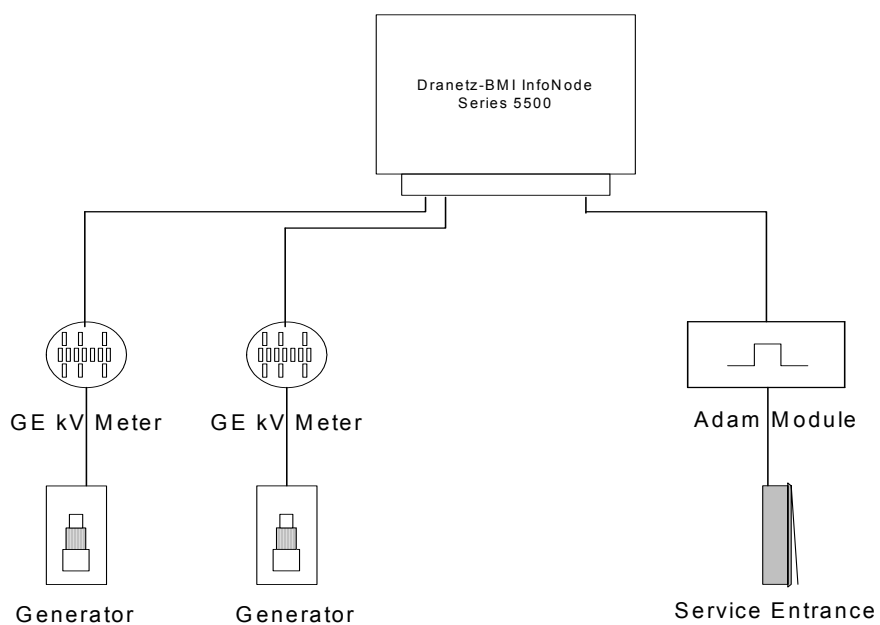 Dranetz-BMI InfoNode
Series 5500
GE kV Meter
GE kV Meter
Adam Module
Generator
Generator
Service Entrance